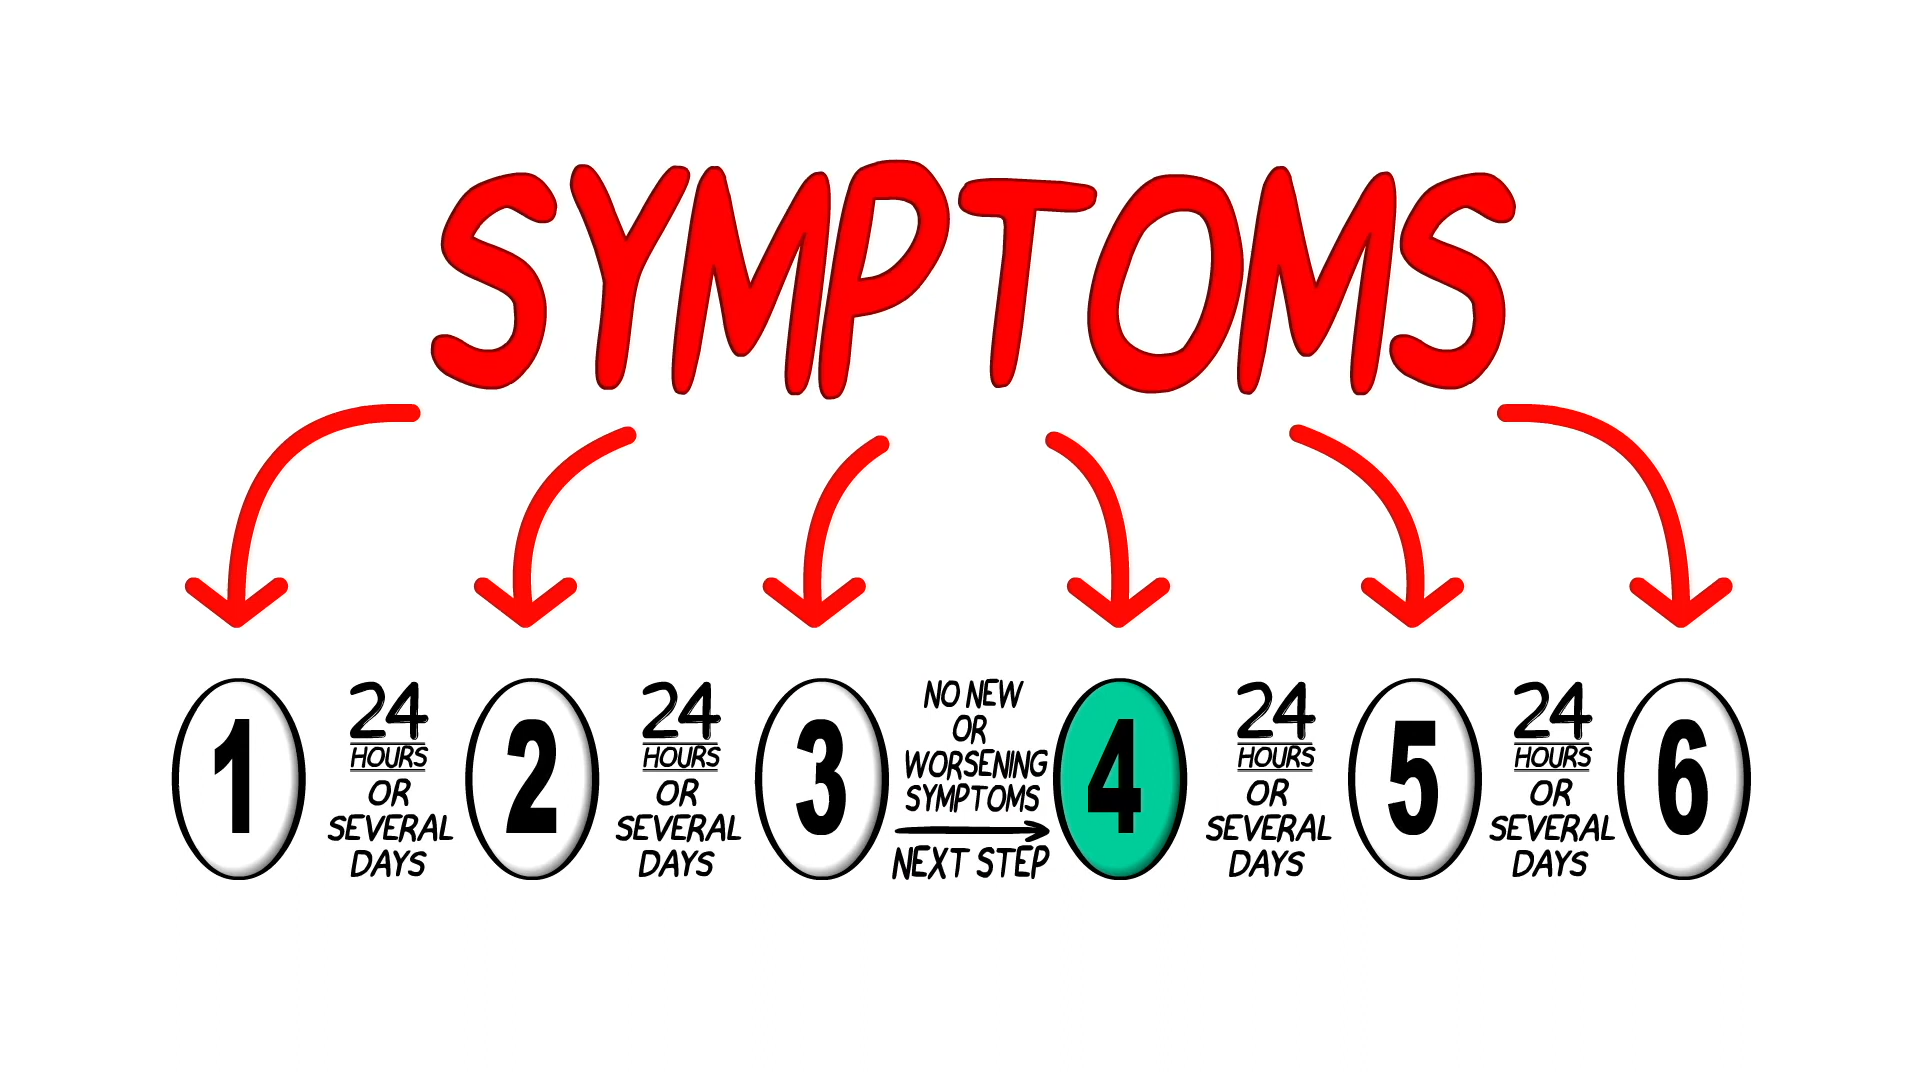 SYMPTOMS
1
24
HOURS
OR
SEVERAL
DAYS
2
24
HOURS
OR
SEVERAL
DAYS
3
NO NEW
OR
WORSENING
SYMPTOMS
NEXT STEP
4
24
HOURS
OR
SEVERAL
DAYS
5
24
HOURS
OR
SEVERAL
DAYS
6